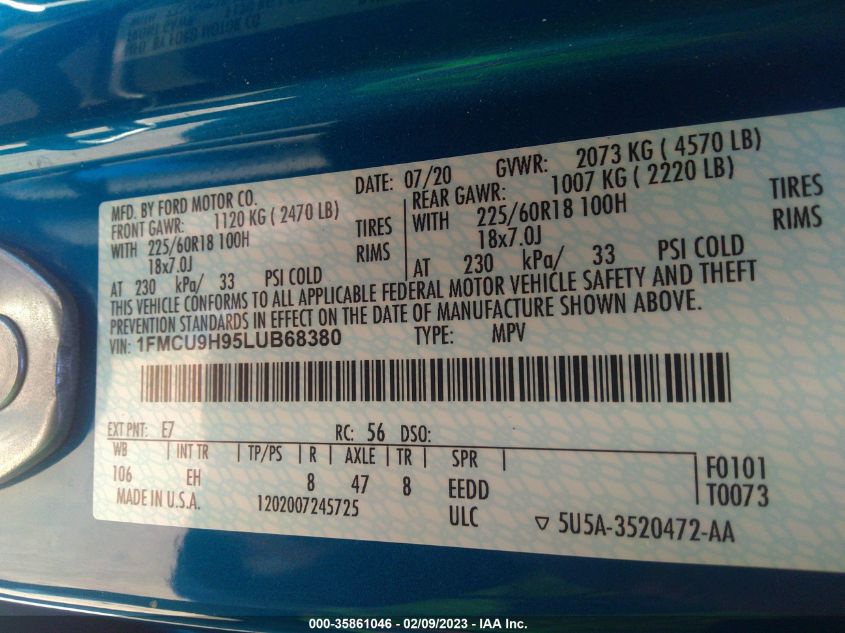 MFD. BY FORD MOTOR CO. DATE: 07/20 GVWR: 2073 KG ( 4570 LB)
FRONT GAWR: 1120 KG ( 2470 LB) REAR GAWR: 1007 KG ( 2220 LB)
WITH 225/60R18 100H TIRES WITH 225/60R18 100H TIRES
18x7.0J RIMS 18x7.0J RIMS
AT 230 kPa/ 33 PSI COLD AT 230 kPa/ 33 PSI COLD
THIS VEHICLE CONFORMS TO ALL APPLICABLE FEDERAL MOTOR VEHICLE SAFETY AND THEFT
PREVENTION STANDARDS IN EFFECT ON THE DATE OF MANUFACTURE SHOWN ABOVE.
VIN: 1FMCU9H95LUB68380 TYPE: MPV
EXT PNT: E7 RC: 56 DSO:
WB INT TR TP/PS R AXLE TR SPR
106 EH 8 47 8 EEDD F0101
MADE IN U.S.A. 1202007245725 ULC T0073
5U5A-3520472-AA
000-35861046 - 02/09/2023 - IAA Inc.